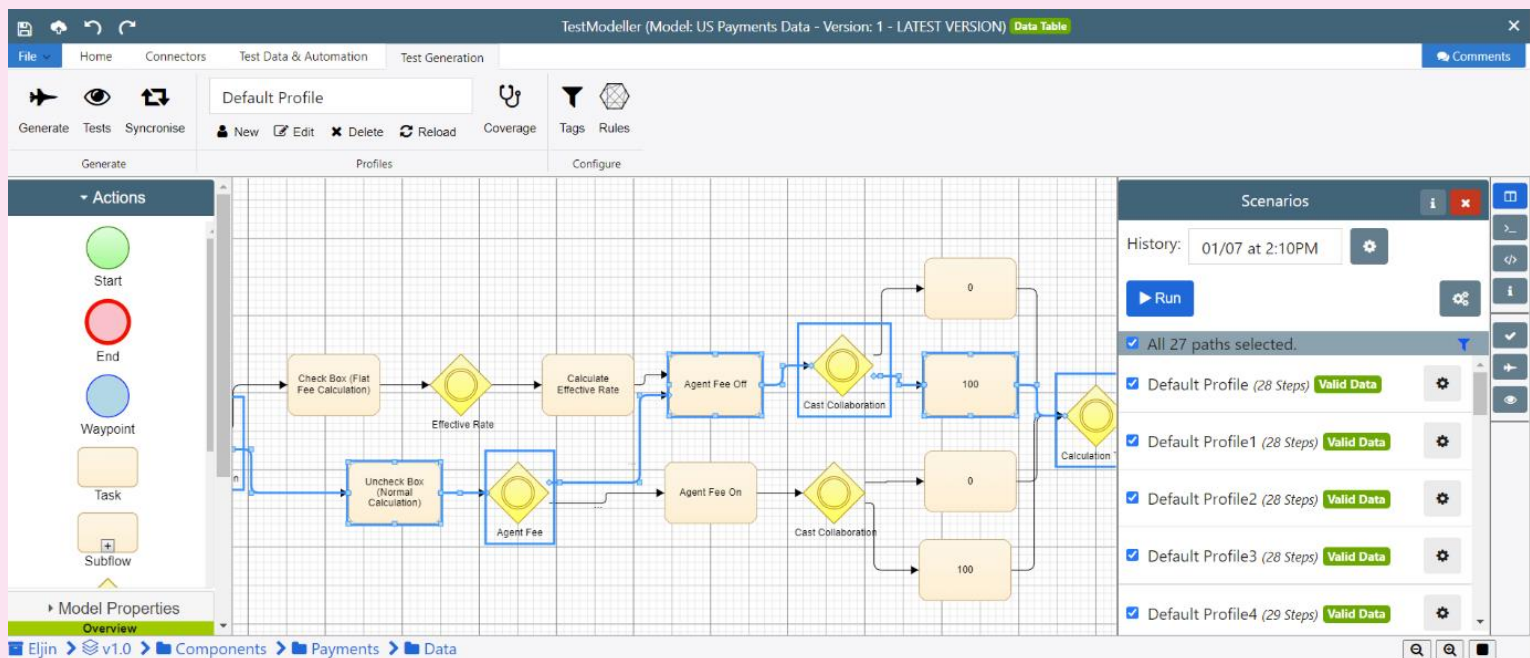 TestModeller (Model: US Payments Data - Version: 1 - LATEST VERSION) Data Table
File Home Connectors Test Data & Automation Test Generation Comments
Default Profile
Generate Tests Syncronise
New Edit Delete Reload
Coverage Tags Rules
Generate Profiles Configure
Actions
Start
End
Waypoint
Task
Subflow
Model Properties
Overview
Check Box (Flat
Fee Calculation)
Effective Rate
Calculate
Effective Rate
Agent Fee Off
Cast Collaboration
0
100
Calculation T
n
Uncheck Box
(Normal
Calculation)
Agent Fee
...
...
Agent Fee On
Cast Collaboration
0
100
Scenarios
History: 01/07 at 2:10PM
Run
All 27 paths selected.
Default Profile (28 Steps) Valid Data
Default Profile1 (28 Steps) Valid Data
Default Profile2 (28 Steps) Valid Data
Default Profile3 (28 Steps) Valid Data
Default Profile4 (29 Steps) Valid Data
Eljin v1.0 Components Payments Data